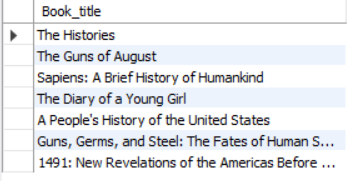 Book_title
The Histories
The Guns of August
Sapiens: A Brief History of Humankind
The Diary of a Young Girl
A People's History of the United States
Guns, Germs, and Steel: The Fates of Human S...
1491: New Revelations of the Americas Before ...